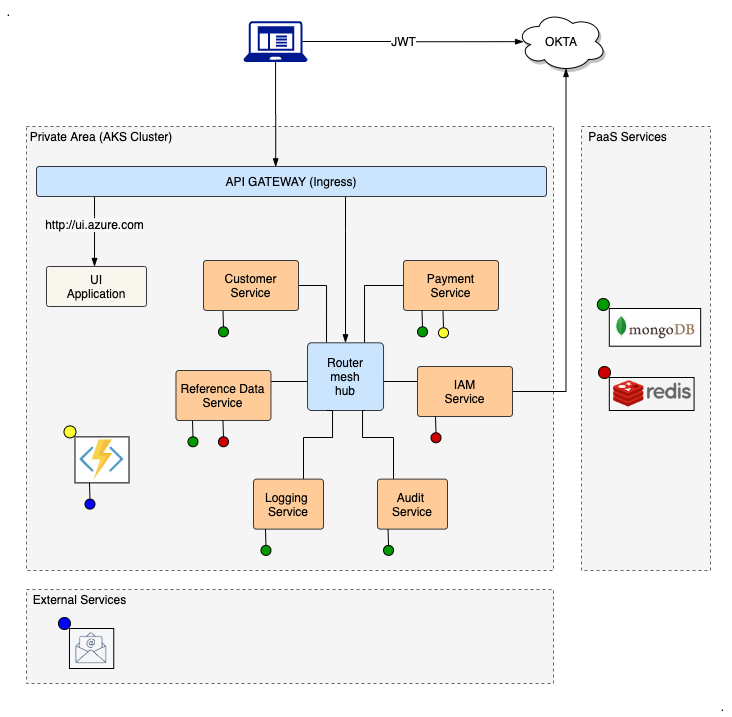 JWT
OKTA
Private Area (AKS Cluster)
PaaS Services
API GATEWAY (Ingress)
http://ui.azure.com
UI
Application
Customer
Service
Payment
Service
mongoDB
Router
mesh
hub
Reference Data
Service
IAM
Service
redis
Logging
Service
Audit
Service
External Services
@